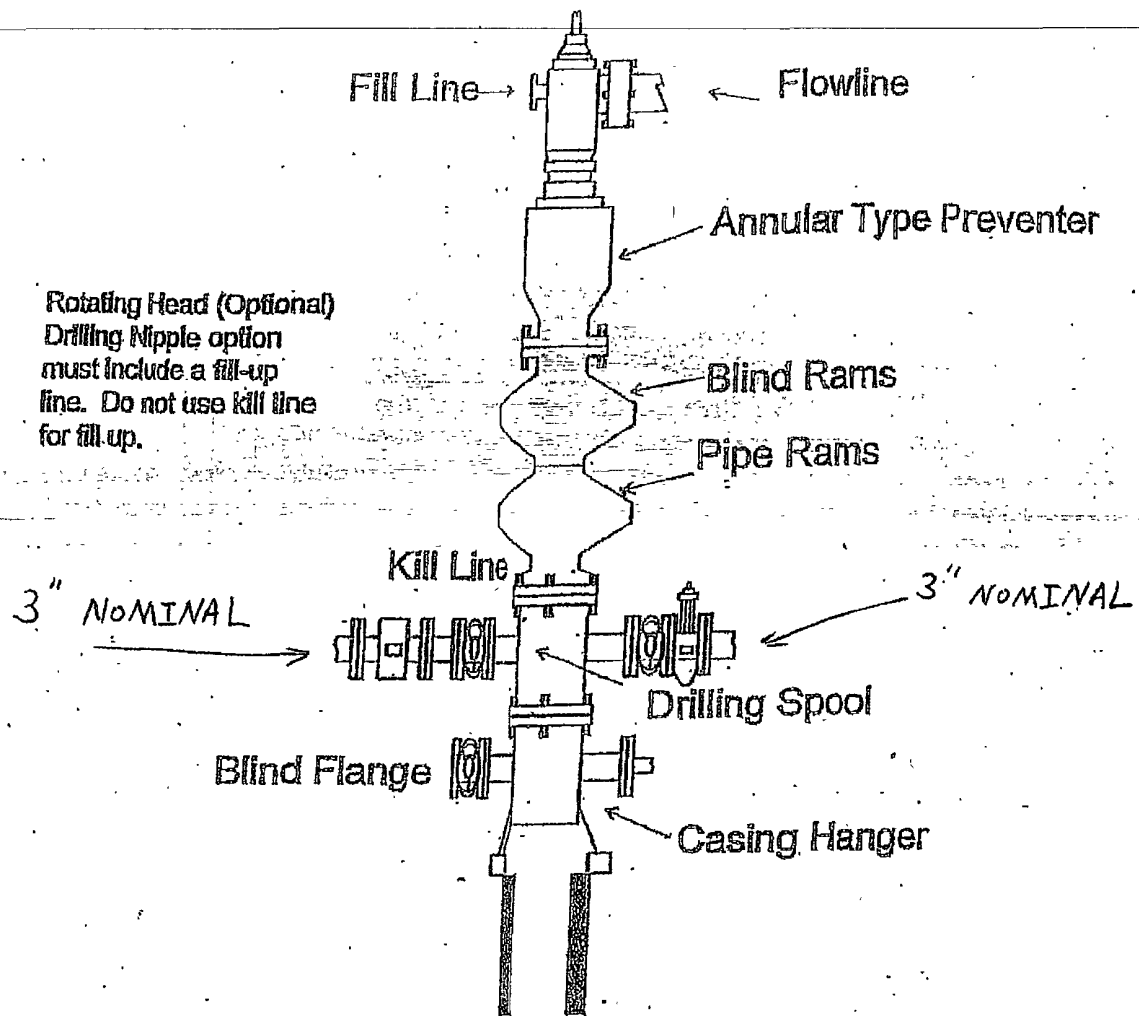 Fill Line
Flowline
Annular Type Preventer
Rotating Head (Optional)
Drilling Nipple option
must include a fill-up
line. Do not use kill line
for fill up.
Blind Rams
Pipe Rams
Kill Line
3" NOMINAL
3" NOMINAL
Drilling Spool
Blind Flange
Casing Hanger